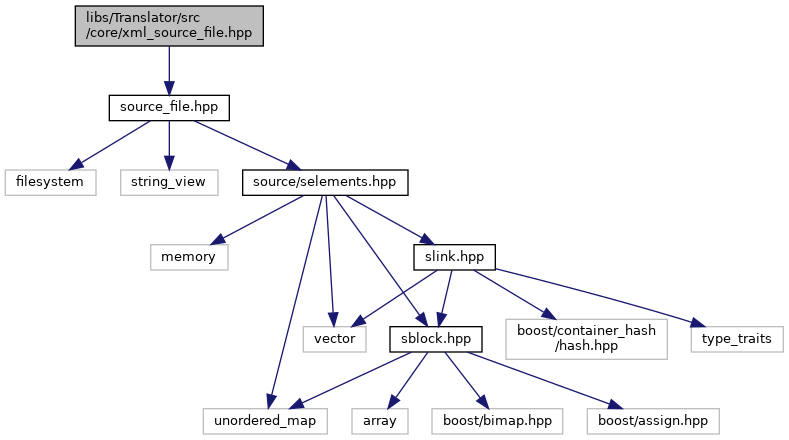 libs/Translator/src
/core/xml_source_file.hpp
source_file.hpp
filesystem
string_view
source/selements.hpp
memory
slink.hpp
vector
sblock.hpp
boost/container_hash
/hash.hpp
type_traits
unordered_map
array
boost/bimap.hpp
boost/assign.hpp